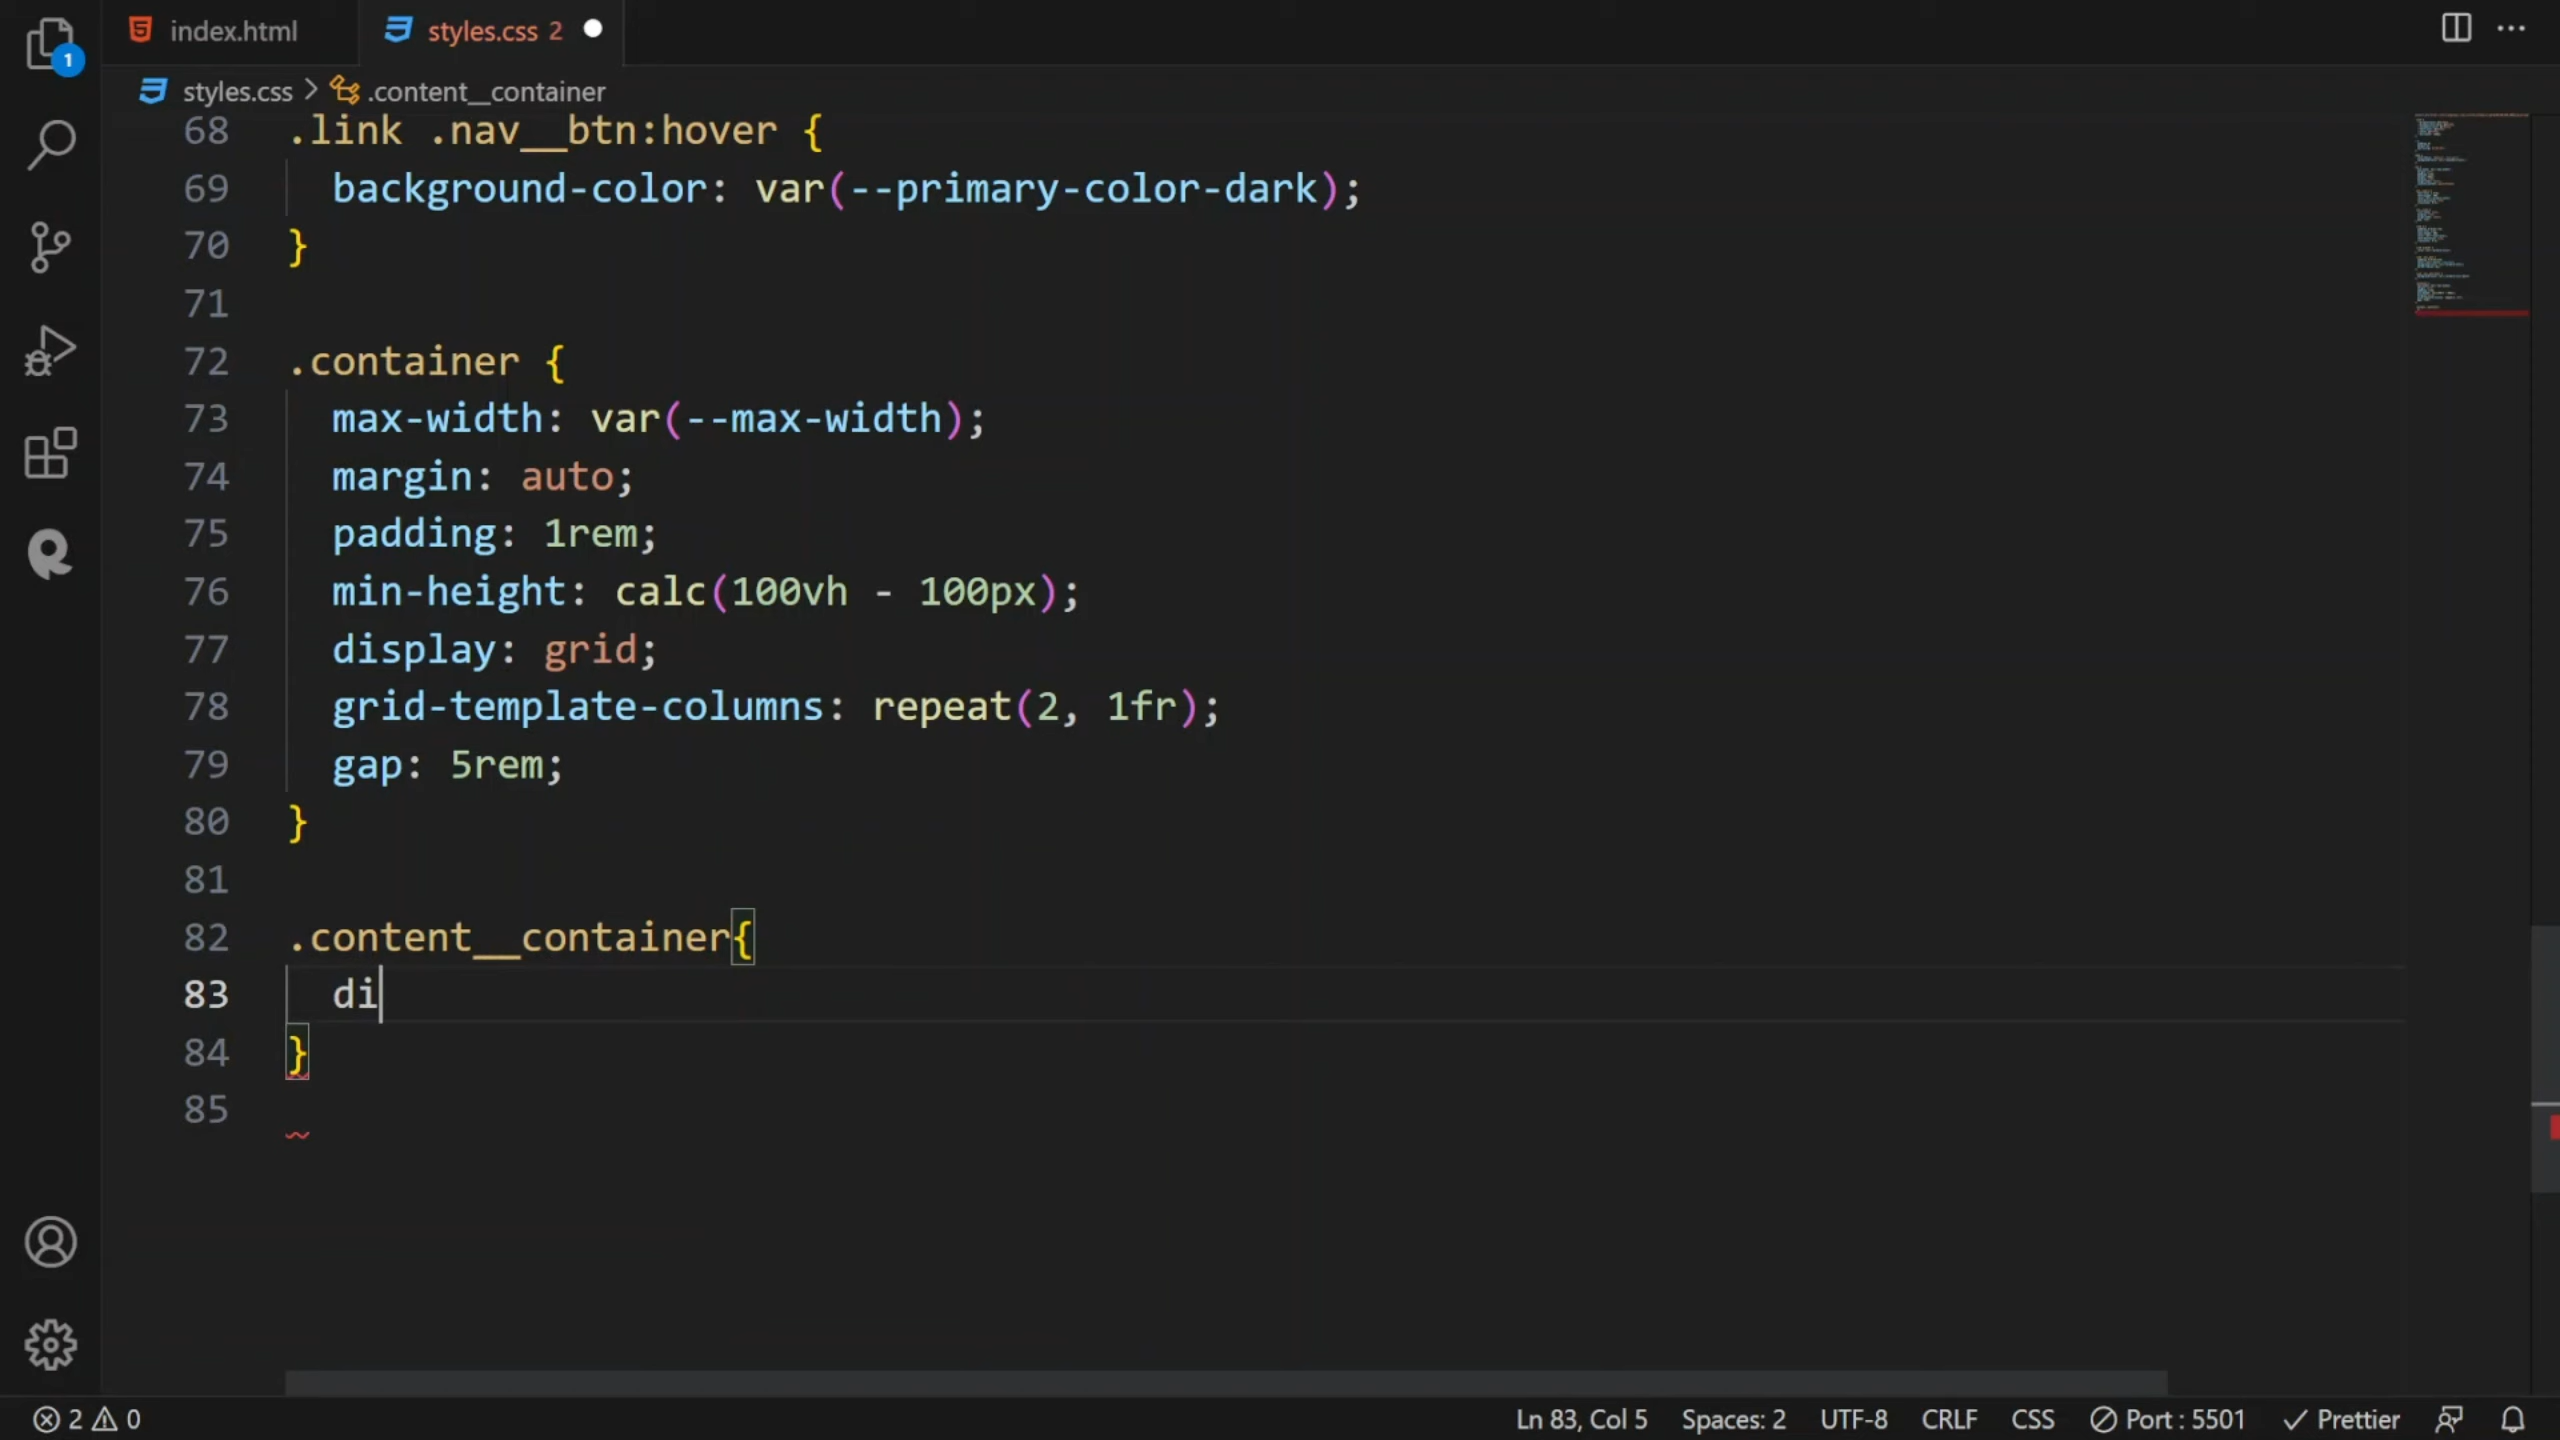 index.html
styles.css 2
1
styles.css > .content__container
68 .link .nav__btn:hover {
69 background-color: var(--primary-color-dark);
70 }
71
72 .container {
73 max-width: var(--max-width);
74 margin: auto;
75 padding: 1rem;
76 min-height: calc(100vh - 100px);
77 display: grid;
78 grid-template-columns: repeat(2, 1fr);
79 gap: 5rem;
80 }
81
82 .content__container{
83 di
84 }
85
2 0 Ln 83, Col 5 Spaces: 2 UTF-8 CRLF CSS Port : 5501 Prettier